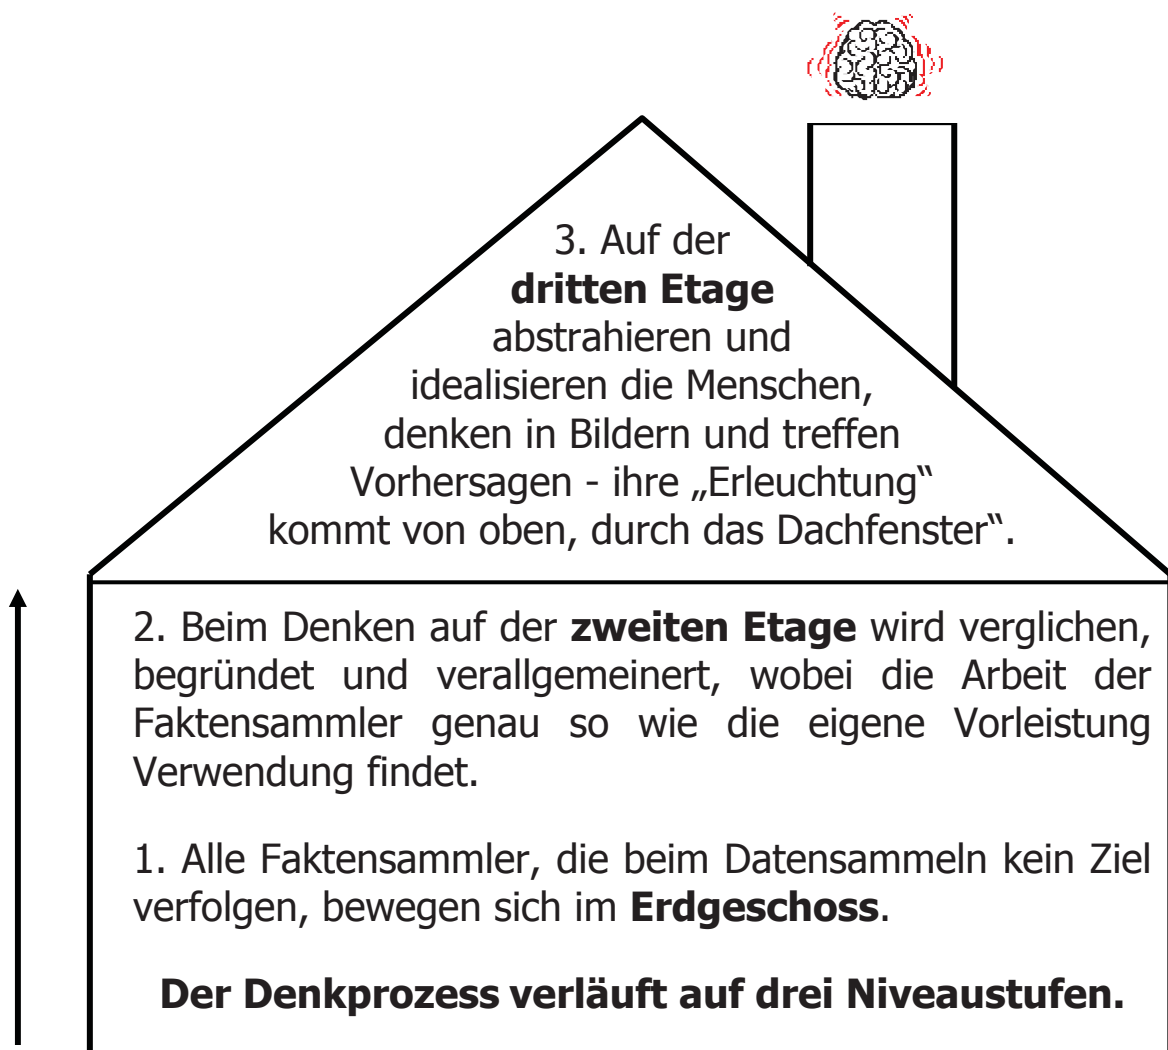 3. Auf der
dritten Etage
abstrahieren und
idealisieren die Menschen,
denken in Bildern und treffen
Vorhersagen - ihre „Erleuchtung“
kommt von oben, durch das Dachfenster“.
2. Beim Denken auf der zweiten Etage wird verglichen,
begründet und verallgemeinert, wobei die Arbeit der
Faktensammler genau so wie die eigene Vorleistung
Verwendung findet.
1. Alle Faktensammler, die beim Datensammeln kein Ziel
verfolgen, bewegen sich im Erdgeschoss.
Der Denkprozess verläuft auf drei Niveaustufen.